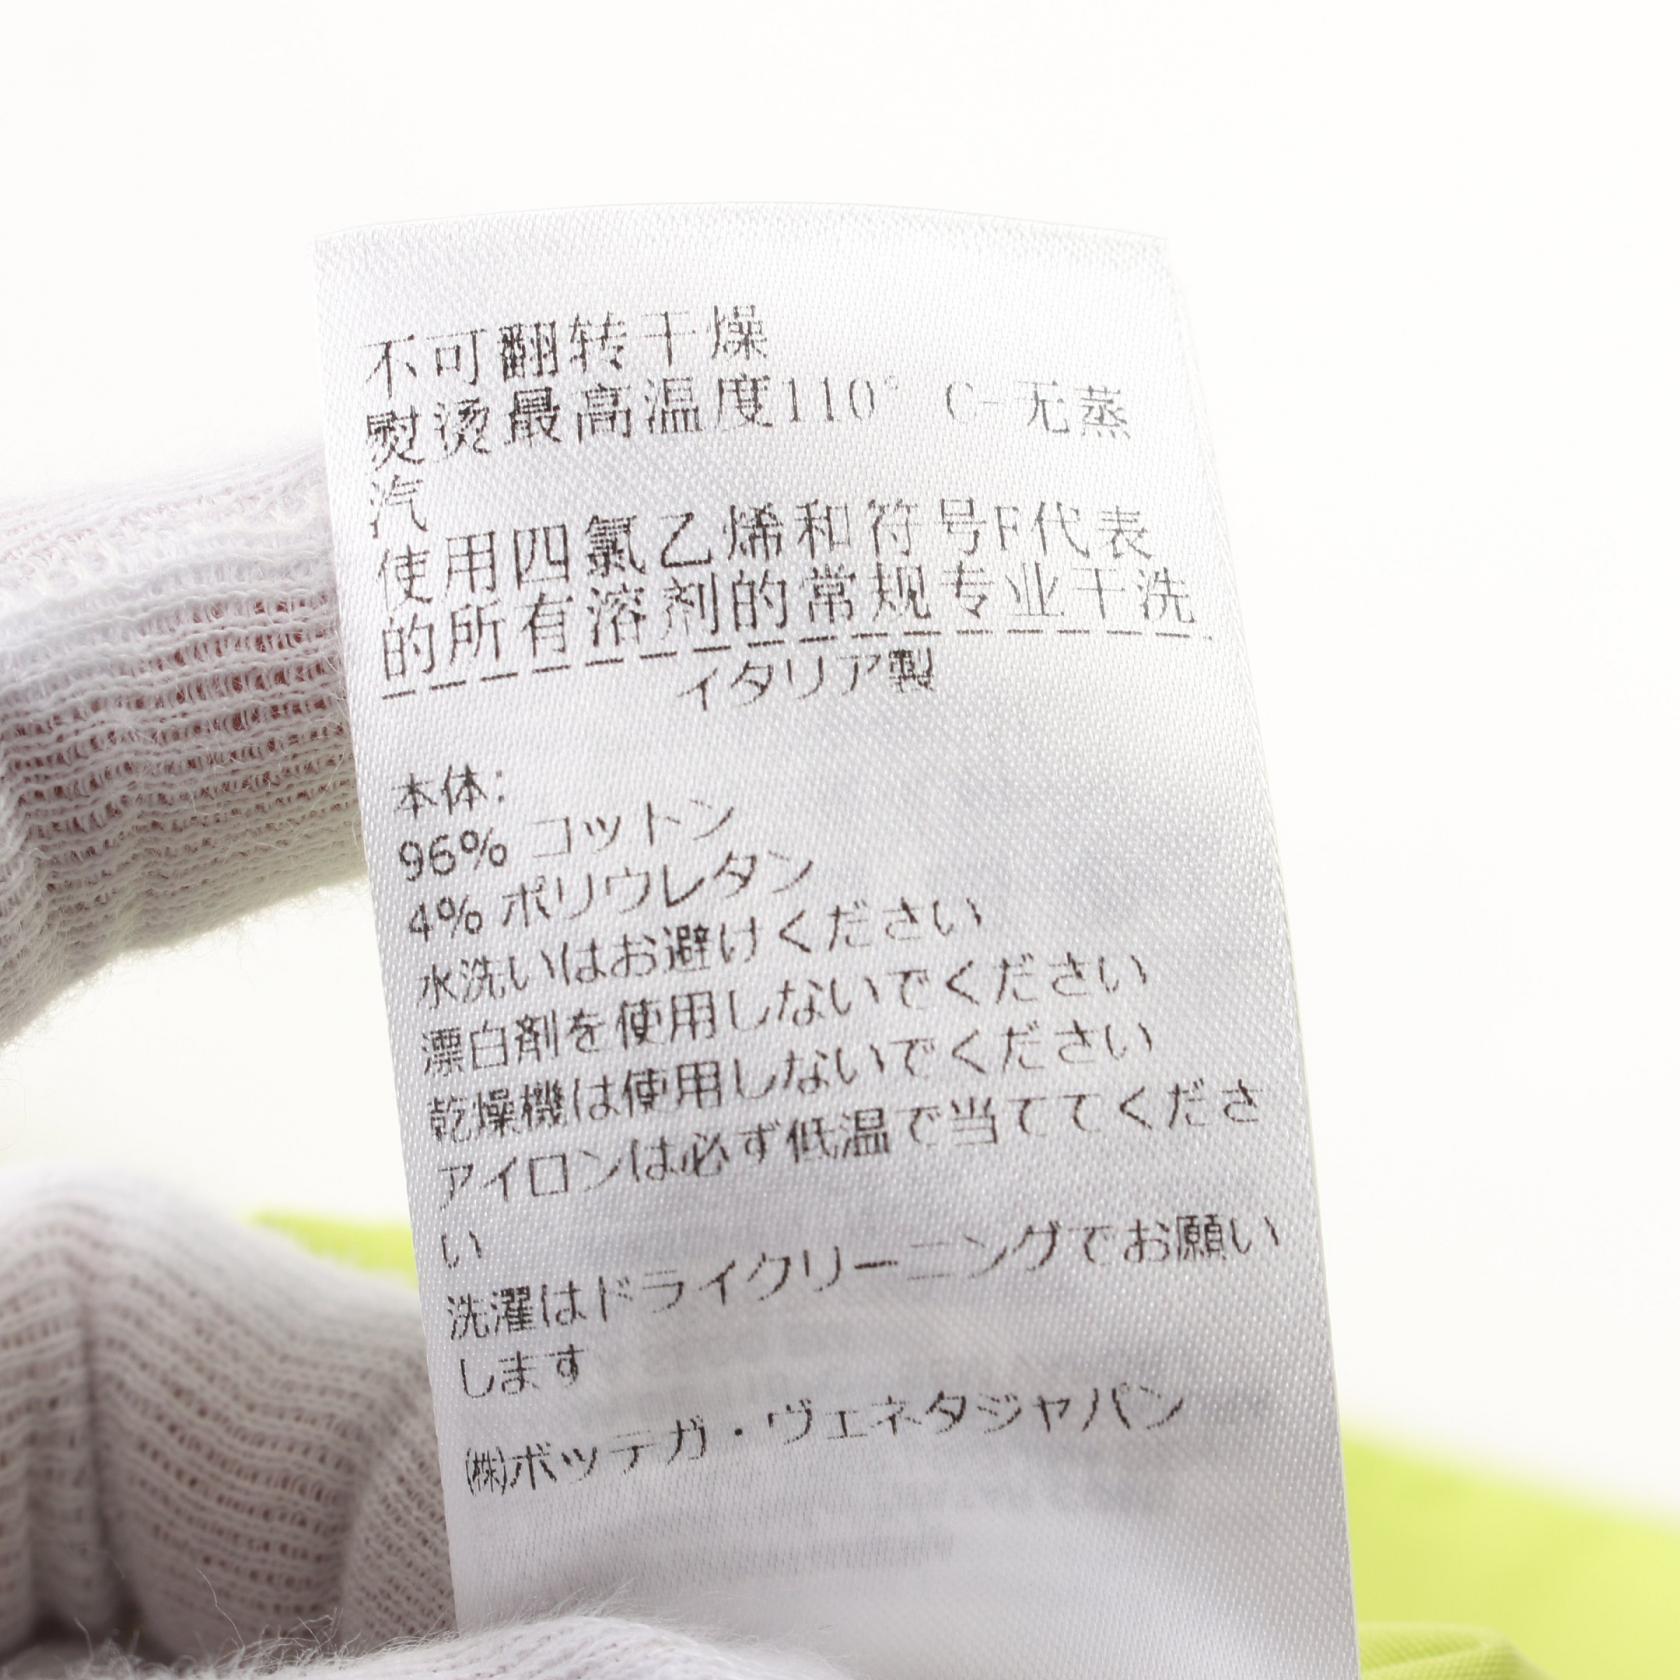 不可翻转干燥
熨烫最高温度110° C- 无蒸
汽
使用四氯乙烯和符号F代表
的所有溶剂的常规专业干洗
イタリア製
本体:
96% コットン
4% ポリウレタン
水洗いはお避けください
漂白剤を使用しないでください
乾燥機は使用しないでください
アイロンは必ず低温で当ててくださ
い
洗濯はドライクリーニングでお願い
します
㈱ボッテガ・ヴェネタジャパン